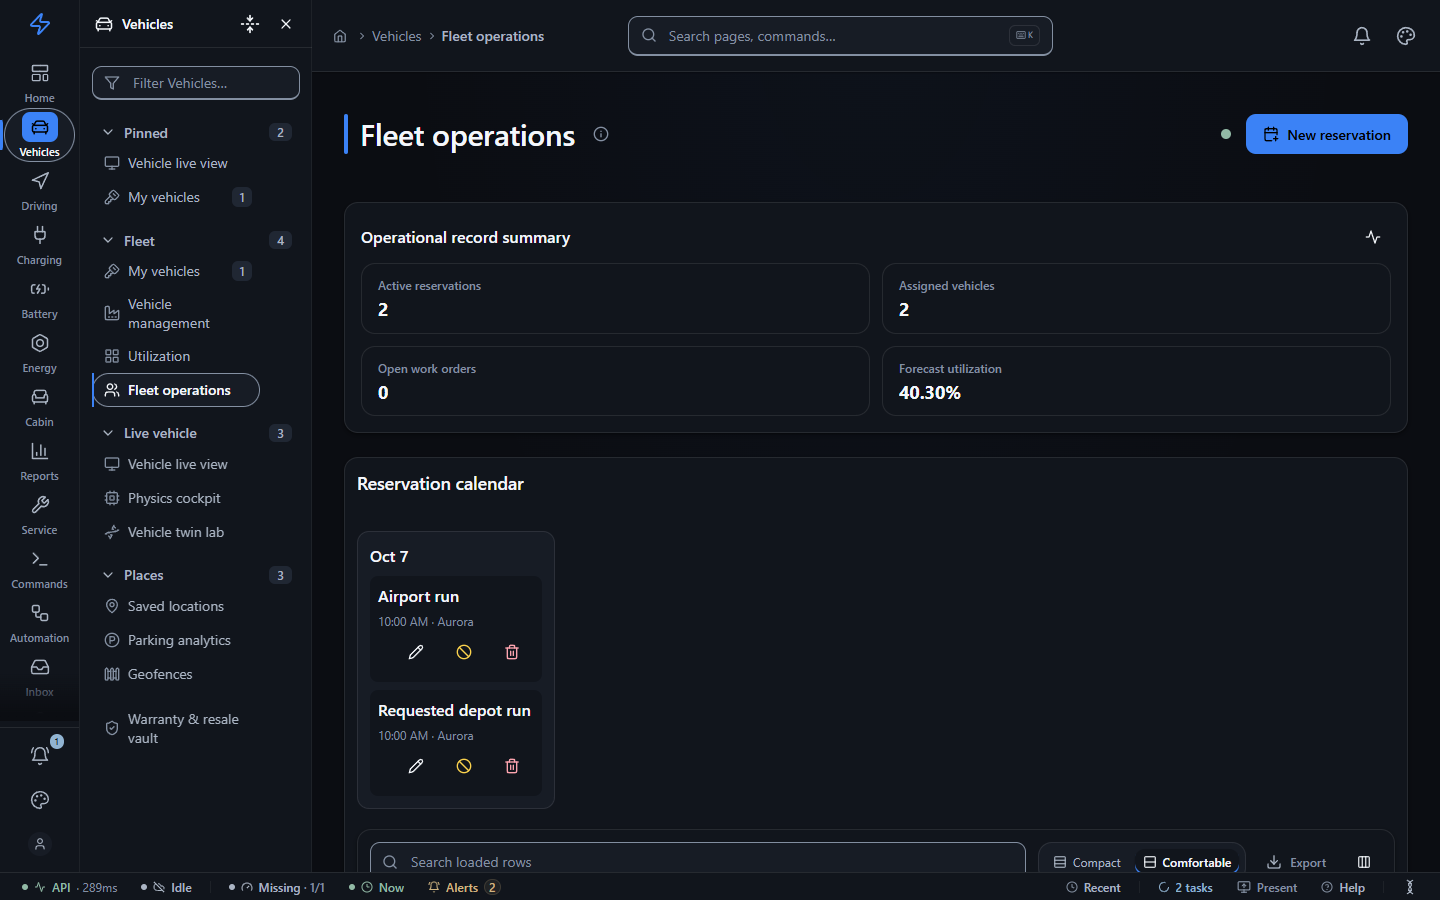 Vehicles
Vehicles
Fleet operations
Search pages, commands...
K
Home
Vehicles
Driving
Charging
Battery
Energy
Cabin
Reports
Service
Commands
Automation
Inbox
1
Filter Vehicles...
Pinned
2
Vehicle live view
My vehicles
1
Fleet
4
My vehicles
1
Vehicle
management
Utilization
Fleet operations
Live vehicle
3
Vehicle live view
Physics cockpit
Vehicle twin lab
Places
3
Saved locations
Parking analytics
Geofences
Warranty & resale
vault
Fleet operations
New reservation
Operational record summary
Active reservations
2
Assigned vehicles
2
Open work orders
0
Forecast utilization
40.30%
Reservation calendar
Oct 7
Airport run
10:00 AM · Aurora
Requested depot run
10:00 AM · Aurora
Search loaded rows
Compact
Comfortable
Export
API · 289ms
Idle
Missing · 1/1
Now
Alerts 2
Recent
2 tasks
Present
Help